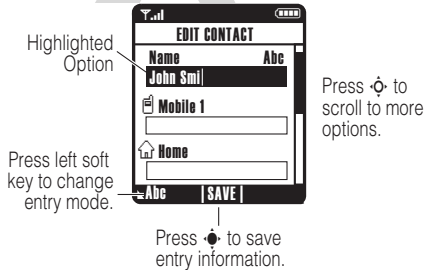 EDIT CONTACT
Highlighted
Option
Name Abc
John Smi
Mobile 1
Press to
scroll to more
options.
Home
Press left soft
key to change
entry mode.
Abc SAVE
Press to save
entry information.